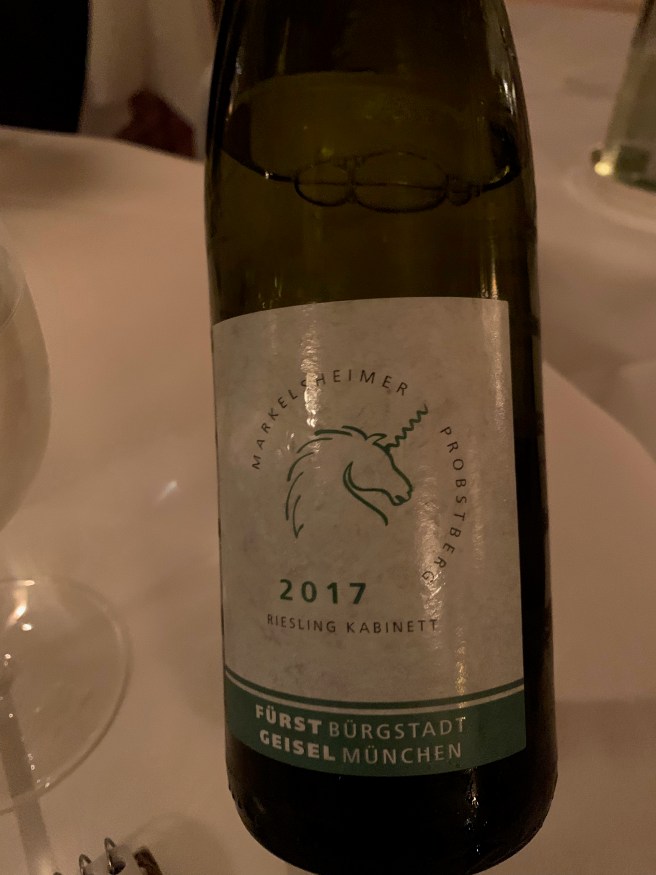 MARKELSHEIMER PROBSTBERG
2017
RIESLING KABINETT
FÜRST BÜRGSTADT
GEISEL MÜNCHEN